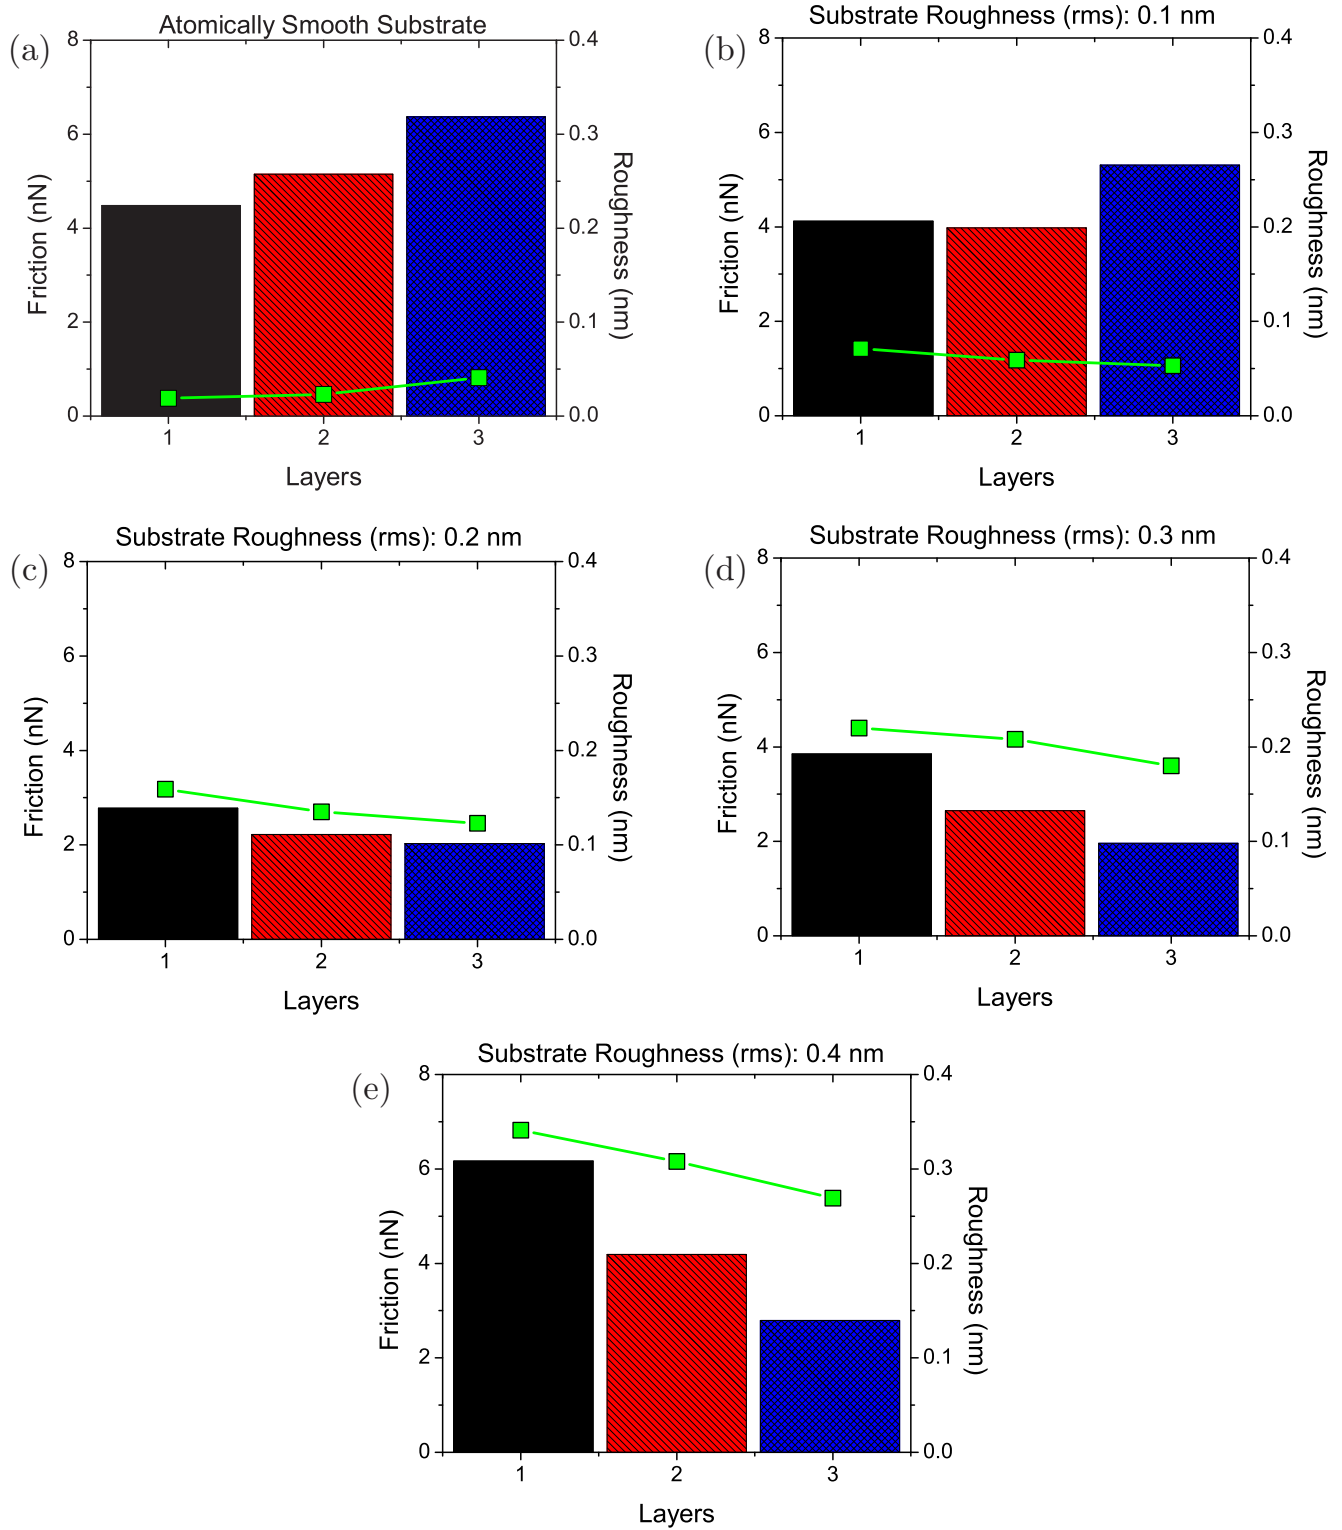 (a)
Atomically Smooth Substrate
8
6
4
2
0
0.4
0.3
0.2
0.1
0.0
Friction (nN)
Roughness (nm)
1 2 3
Layers
(b)
Substrate Roughness (rms): 0.1 nm
8
6
4
2
0
0.4
0.3
0.2
0.1
0.0
Friction (nN)
Roughness (nm)
1 2 3
Layers
(c)
Substrate Roughness (rms): 0.2 nm
8
6
4
2
0
0.4
0.3
0.2
0.1
0.0
Friction (nN)
Roughness (nm)
1 2 3
Layers
(d)
Substrate Roughness (rms): 0.3 nm
8
6
4
2
0
0.4
0.3
0.2
0.1
0.0
Friction (nN)
Roughness (nm)
1 2 3
Layers
(e)
Substrate Roughness (rms): 0.4 nm
8
6
4
2
0
0.4
0.3
0.2
0.1
0.0
Friction (nN)
Roughness (nm)
1 2 3
Layers